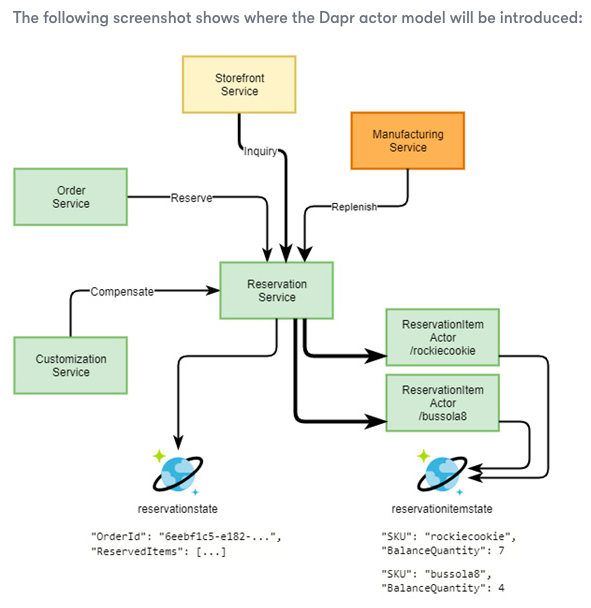 The following screenshot shows where the Dapr actor model will be introduced:
Storefront
Service
Manufacturing
Service
Inquiry
Order
Service
Reserve
Replenish
Reservation
Service
Compensate
Customization
Service
ReservationItem
Actor
/rockiecookie
ReservationItem
Actor
/bussola8
reservationstate
"OrderId": "6eebf1c5-e182-...",
"ReservedItems": [...]
reservationitemstate
"SKU": "rockiecookie",
"BalanceQuantity": 7
"SKU": "bussola8",
"BalanceQuantity": 4